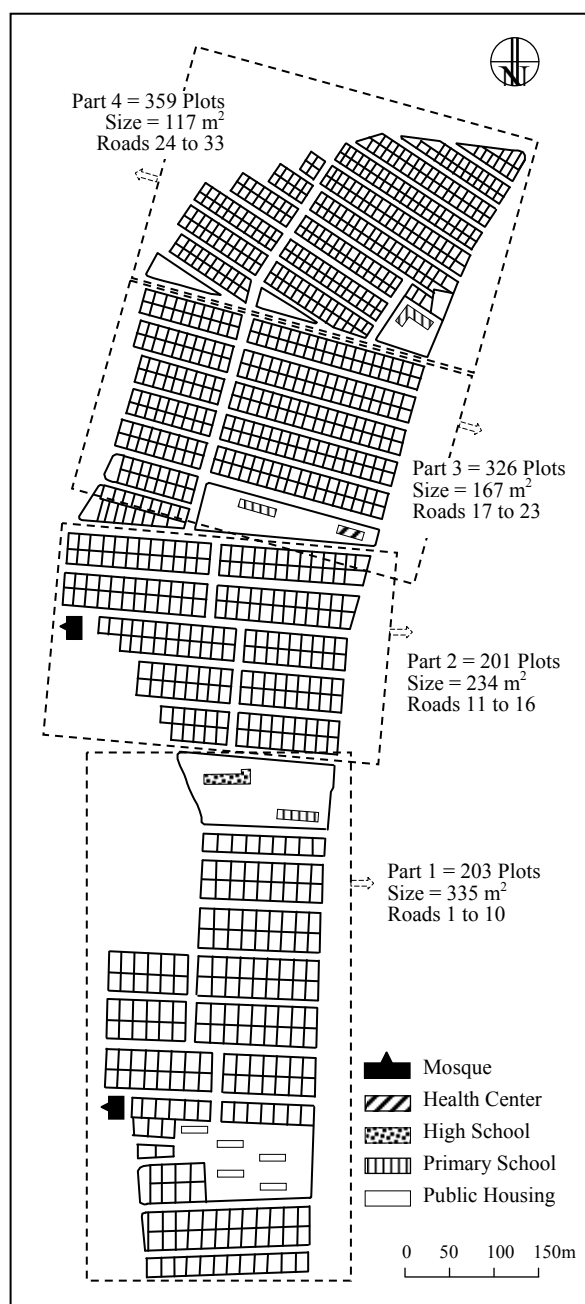 N
Part 4 = 359 Plots
Size = 117 m²
Roads 24 to 33
Part 3 = 326 Plots
Size = 167 m²
Roads 17 to 23
Part 2 = 201 Plots
Size = 234 m²
Roads 11 to 16
Part 1 = 203 Plots
Size = 335 m²
Roads 1 to 10
Mosque
Health Center
High School
Primary School
Public Housing
0 50 100 150m